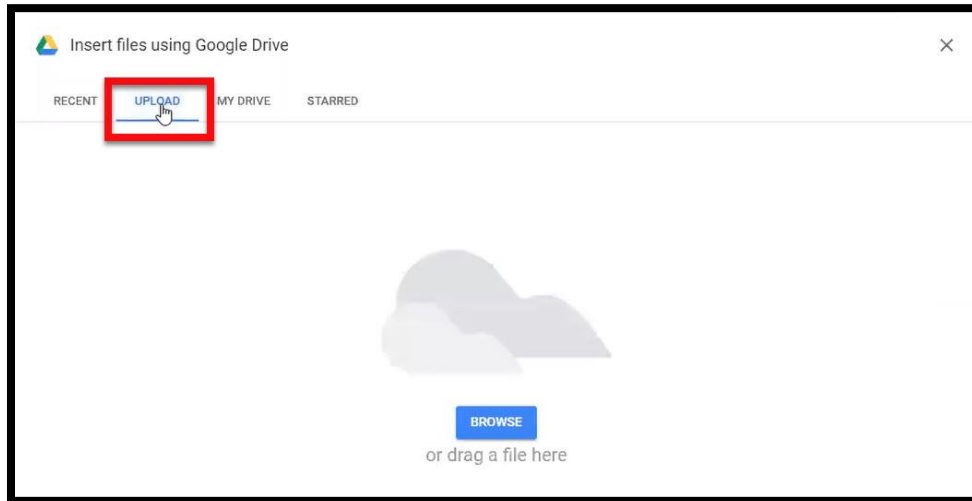 Insert files using Google Drive
RECENT UPLOAD MY DRIVE STARRED
BROWSE
or drag a file here